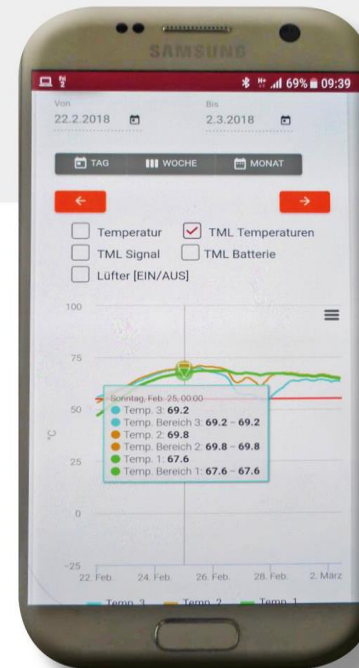 SAMSUNG
69% 09:39
Von
Bis
22.2.2018
2.3.2018
TAG
WOCHE
MONAT
Temperatur
TML Temperaturen
TML Signal
TML Batterie
Lüfter [EIN/AUS]
100
75
50
25
0
-25
°C
Sonntag, Feb. 25, 00:00
Temp. 3: 69.2
Temp. Bereich 3: 69.2 – 69.2
Temp. 2: 69.8
Temp. Bereich 2: 69.8 – 69.8
Temp. 1: 67.6
Temp. Bereich 1: 67.6 – 67.6
22. Feb.
24. Feb.
26. Feb.
28. Feb.
2. März
Temp. 3
Temp. 2
Temp. 1